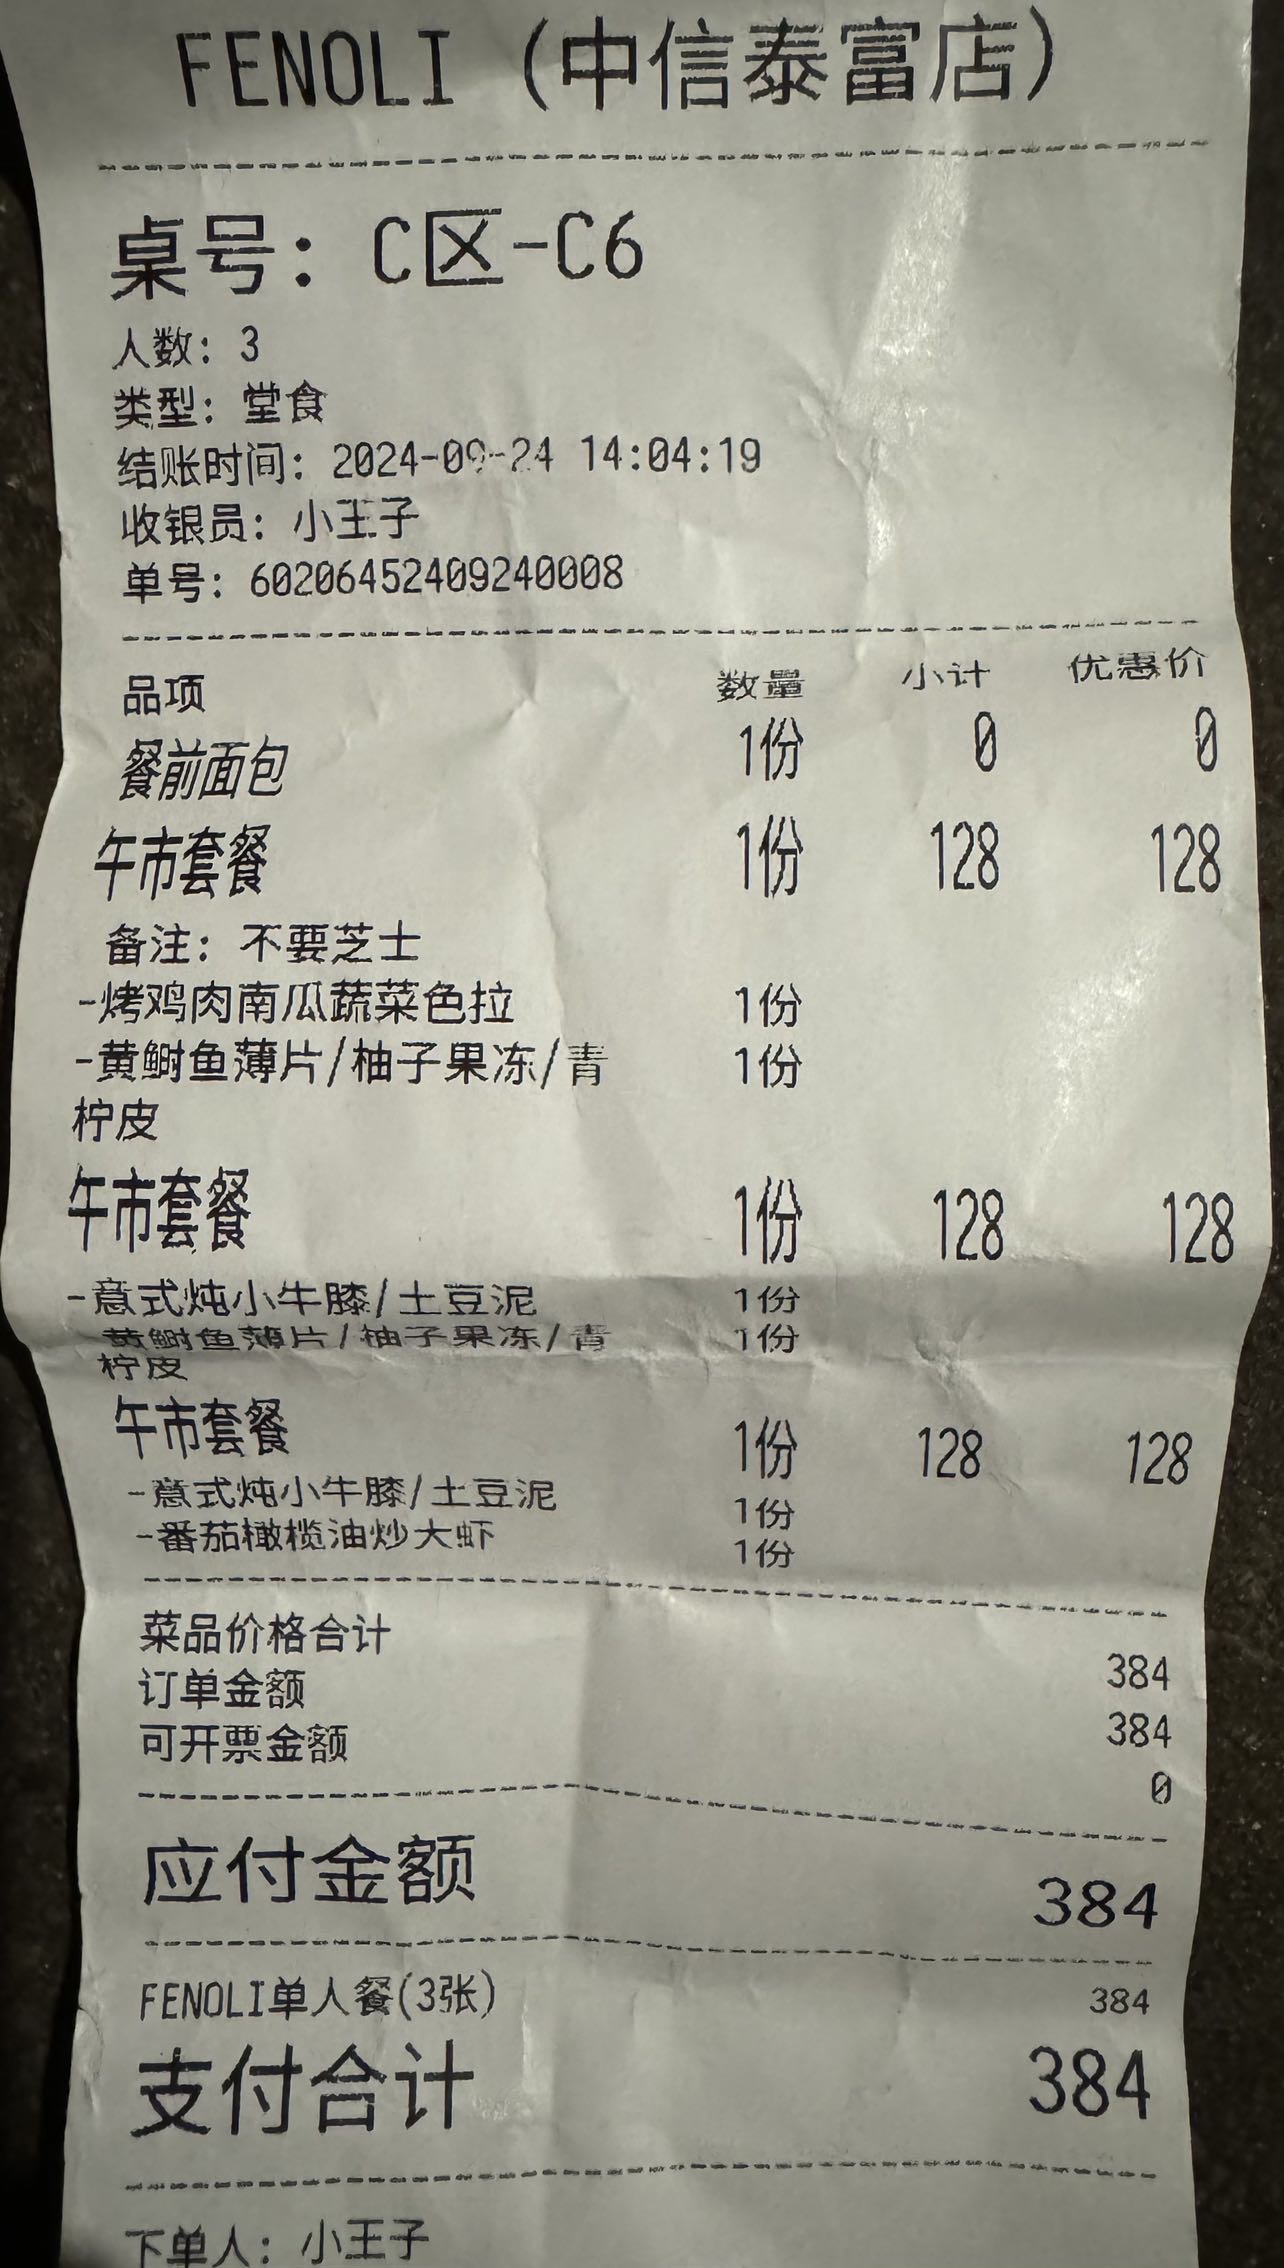 FENOLI（中信泰富店）
桌号：C区-C6
人数：3
类型：堂食
结账时间：2024-09-24 14:04:19
收银员：小王子
单号：60206452409240008
品项 数量 小计 优惠价
餐前面包 1份 0 0
午市套餐 1份 128 128
备注：不要芝士
-烤鸡肉南瓜蔬菜色拉 1份
-黄鰤鱼薄片/柚子果冻/青 1份
柠皮
午市套餐 1份 128 128
-意式炖小牛膝/土豆泥 1份
黄鰤鱼薄片/柚子果冻/青 1份
柠皮
午市套餐 1份 128 128
-意式炖小牛膝/土豆泥 1份
-番茄橄榄油炒大虾 1份
菜品价格合计 384
订单金额 384
可开票金额 0
应付金额 384
FENOLI单人餐(3张) 384
支付合计 384
下单人：小王子